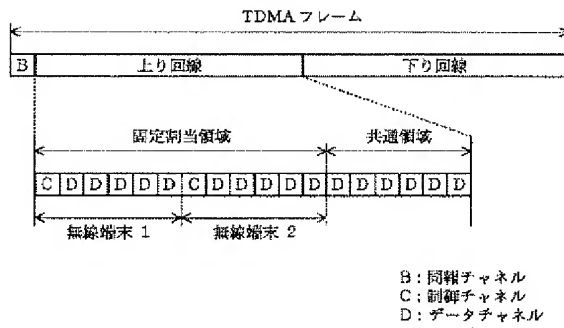 TDMAフレーム
B 上り回線 下り回線
固定割当領域 共通領域
C D D D D D C D D D D D D D D D D D
無線端末 1 無線端末 2
B：同報チャネル
C：制御チャネル
D：データチャネル